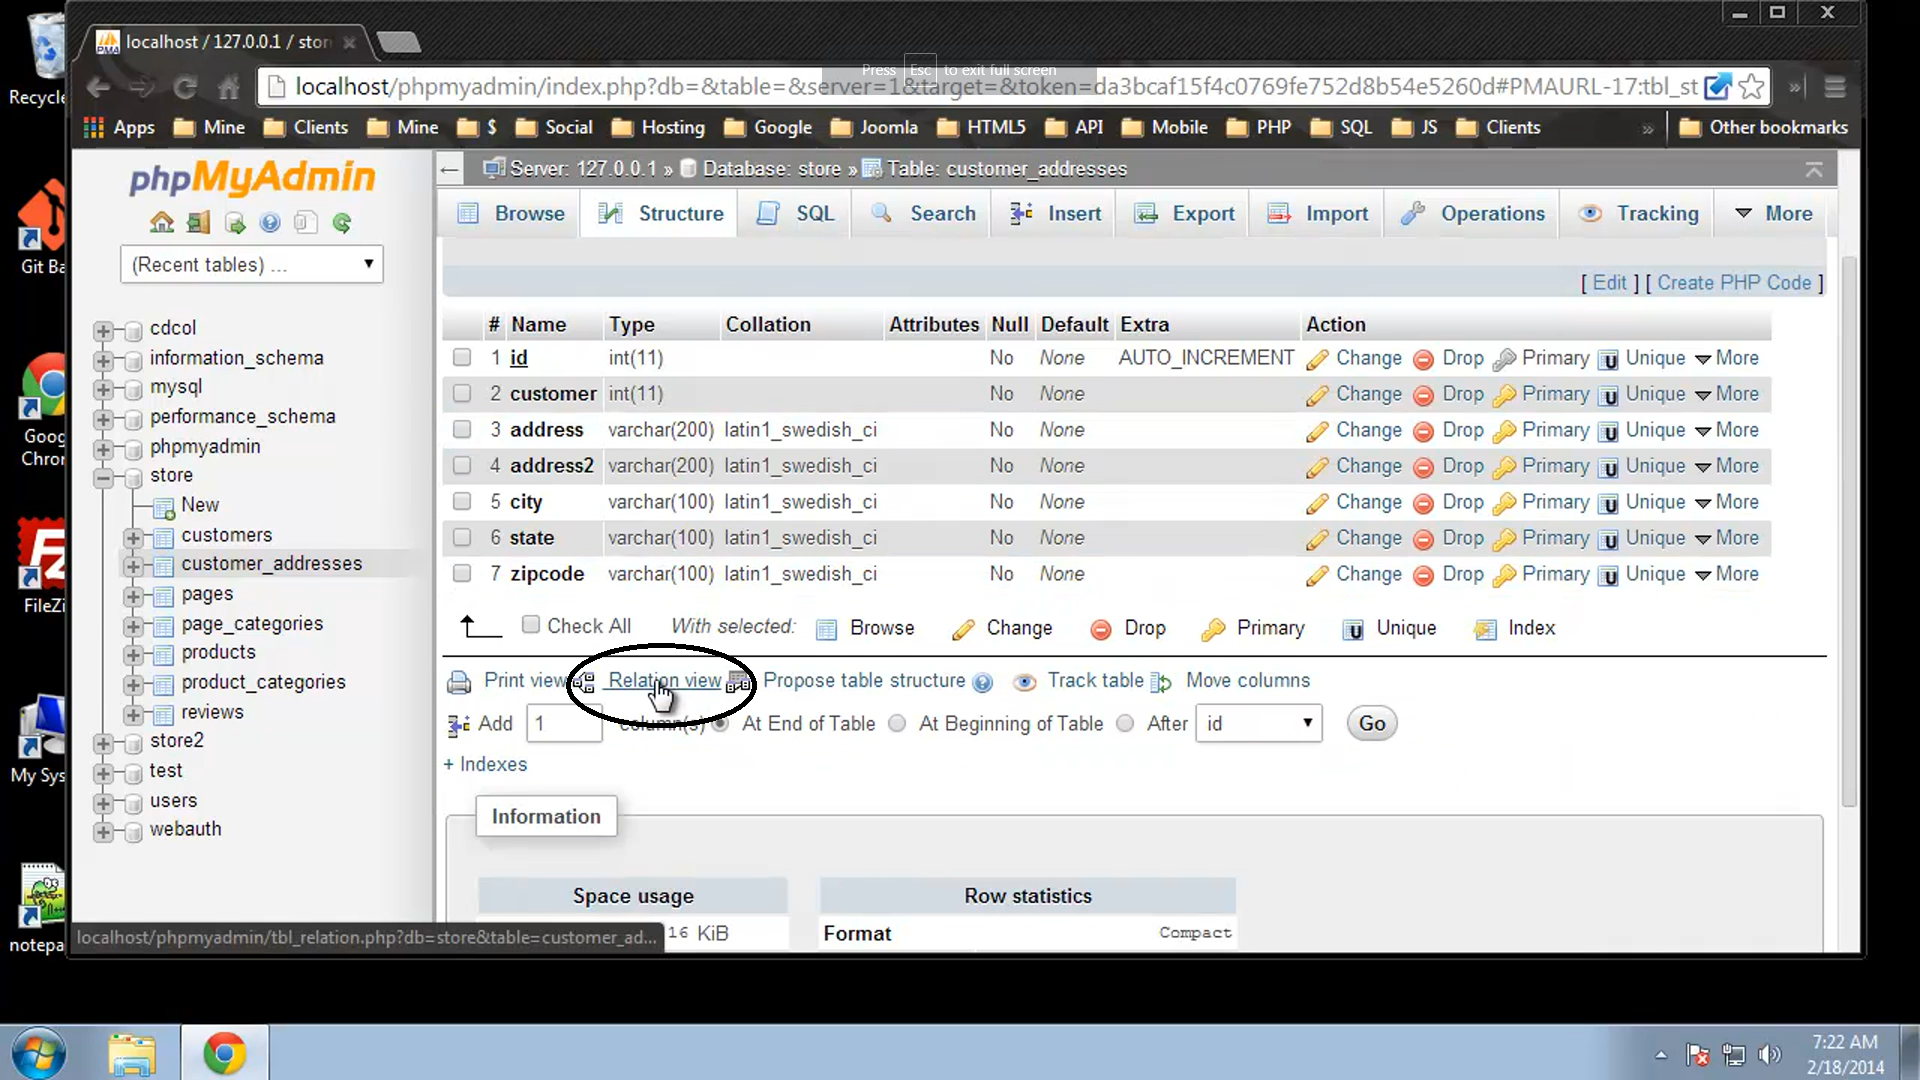 localhost / 127.0.0.1 / stor
Press Esc to exit full screen
localhost/phpmyadmin/index.php?db=&table=&server=1&target=&token=da3bcaf15f4c0769fe752d8b54e5260d#PMAURL-17:tbl_st
Apps Mine Clients Mine $ Social Hosting Google Joomla HTML5 API Mobile PHP SQL JS Clients » Other bookmarks
Recycle
Git Ba
Goog
Chron
FileZi
My Sys
notepa
phpMyAdmin
(Recent tables) ...
cdcol
information_schema
mysql
performance_schema
phpmyadmin
store
New
customers
customer_addresses
pages
page_categories
products
product_categories
reviews
store2
test
users
webauth
Server: 127.0.0.1 » Database: store » Table: customer_addresses
Browse Structure SQL Search Insert Export Import Operations Tracking More
[ Edit ] [ Create PHP Code ]
# Name Type Collation Attributes Null Default Extra Action
1 id int(11) No None AUTO_INCREMENT Change Drop Primary Unique More
2 customer int(11) No None Change Drop Primary Unique More
3 address varchar(200) latin1_swedish_ci No None Change Drop Primary Unique More
4 address2 varchar(200) latin1_swedish_ci No None Change Drop Primary Unique More
5 city varchar(100) latin1_swedish_ci No None Change Drop Primary Unique More
6 state varchar(100) latin1_swedish_ci No None Change Drop Primary Unique More
7 zipcode varchar(100) latin1_swedish_ci No None Change Drop Primary Unique More
Check All With selected: Browse Change Drop Primary Unique Index
Print view Relation view Propose table structure Track table Move columns
Add 1 column(s) At End of Table At Beginning of Table After id Go
+ Indexes
Information
Space usage Row statistics
16 KiB Format Compact
localhost/phpmyadmin/tbl_relation.php?db=store&table=customer_ad...
7:22 AM
2/18/2014